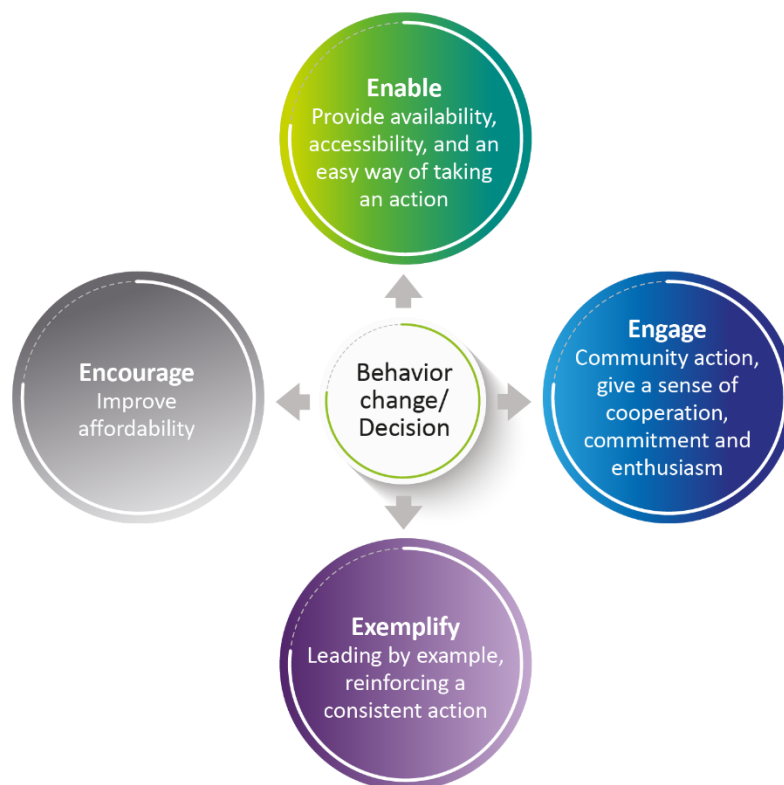 Enable
Provide availability,
accessibility, and an
easy way of taking
an action
Encourage
Improve
affordability
Behavior
change/
Decision
Engage
Community action,
give a sense of
cooperation,
commitment and
enthusiasm
Exemplify
Leading by example,
reinforcing a
consistent action